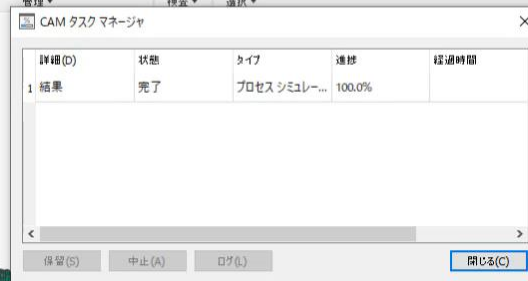 管理▼ 検査▼ 選択▼
CAM タスク マネージャ
詳細(D) 状態 タイプ 進捗 経過時間
1 結果 完了 プロセス シミュレー... 100.0%
保留(S) 中止(A) ログ(L) 閉じる(C)